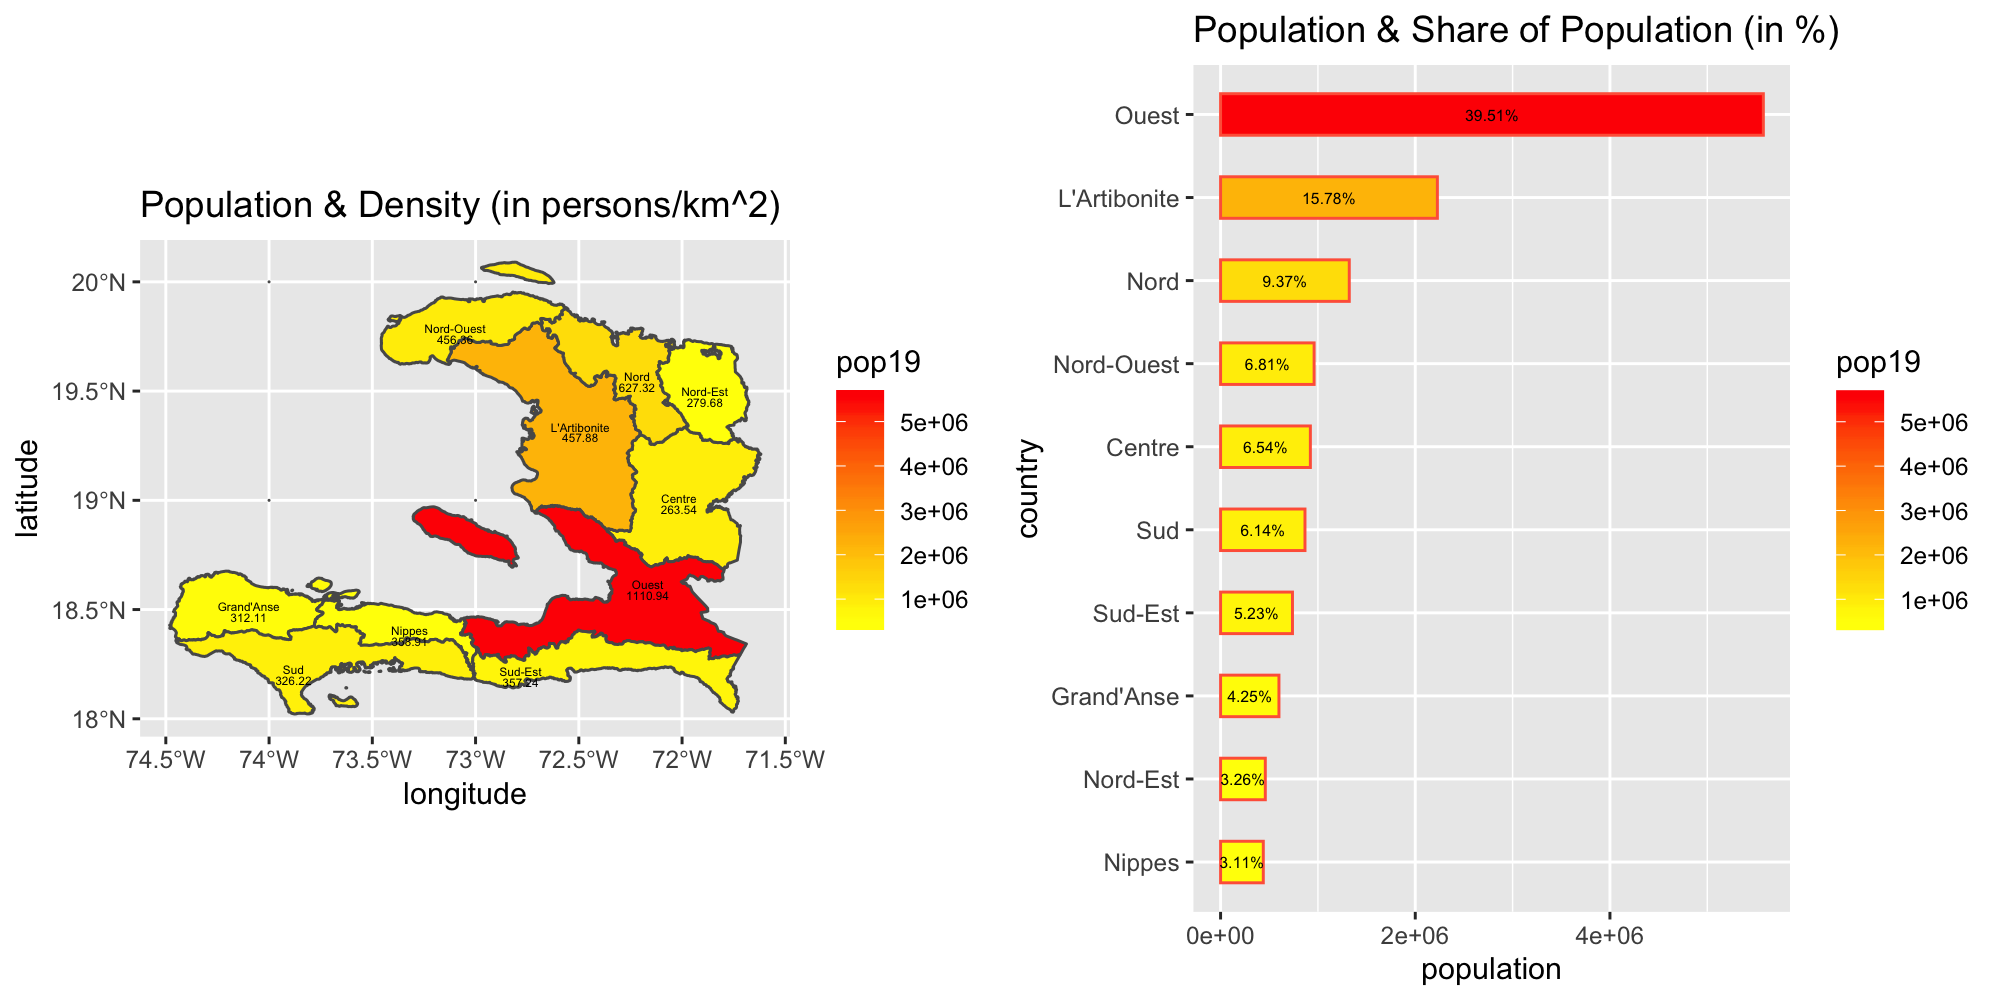 Population & Density (in persons/km^2)
latitude
20°N
19.5°N
19°N
18.5°N
18°N
Nord-Ouest
456.86
Nord
627.32
Nord-Est
279.68
L'Artibonite
457.88
Centre
263.54
Ouest
1110.94
Grand'Anse
312.11
Nippes
358.91
Sud
326.22
Sud-Est
357.24
74.5°W 74°W 73.5°W 73°W 72.5°W 72°W 71.5°W
longitude
pop19
5e+06
4e+06
3e+06
2e+06
1e+06
Population & Share of Population (in %)
country
Ouest 39.51%
L'Artibonite 15.78%
Nord 9.37%
Nord-Ouest 6.81%
Centre 6.54%
Sud 6.14%
Sud-Est 5.23%
Grand'Anse 4.25%
Nord-Est 3.26%
Nippes 3.11%
0e+00 2e+06 4e+06
population
pop19
5e+06
4e+06
3e+06
2e+06
1e+06